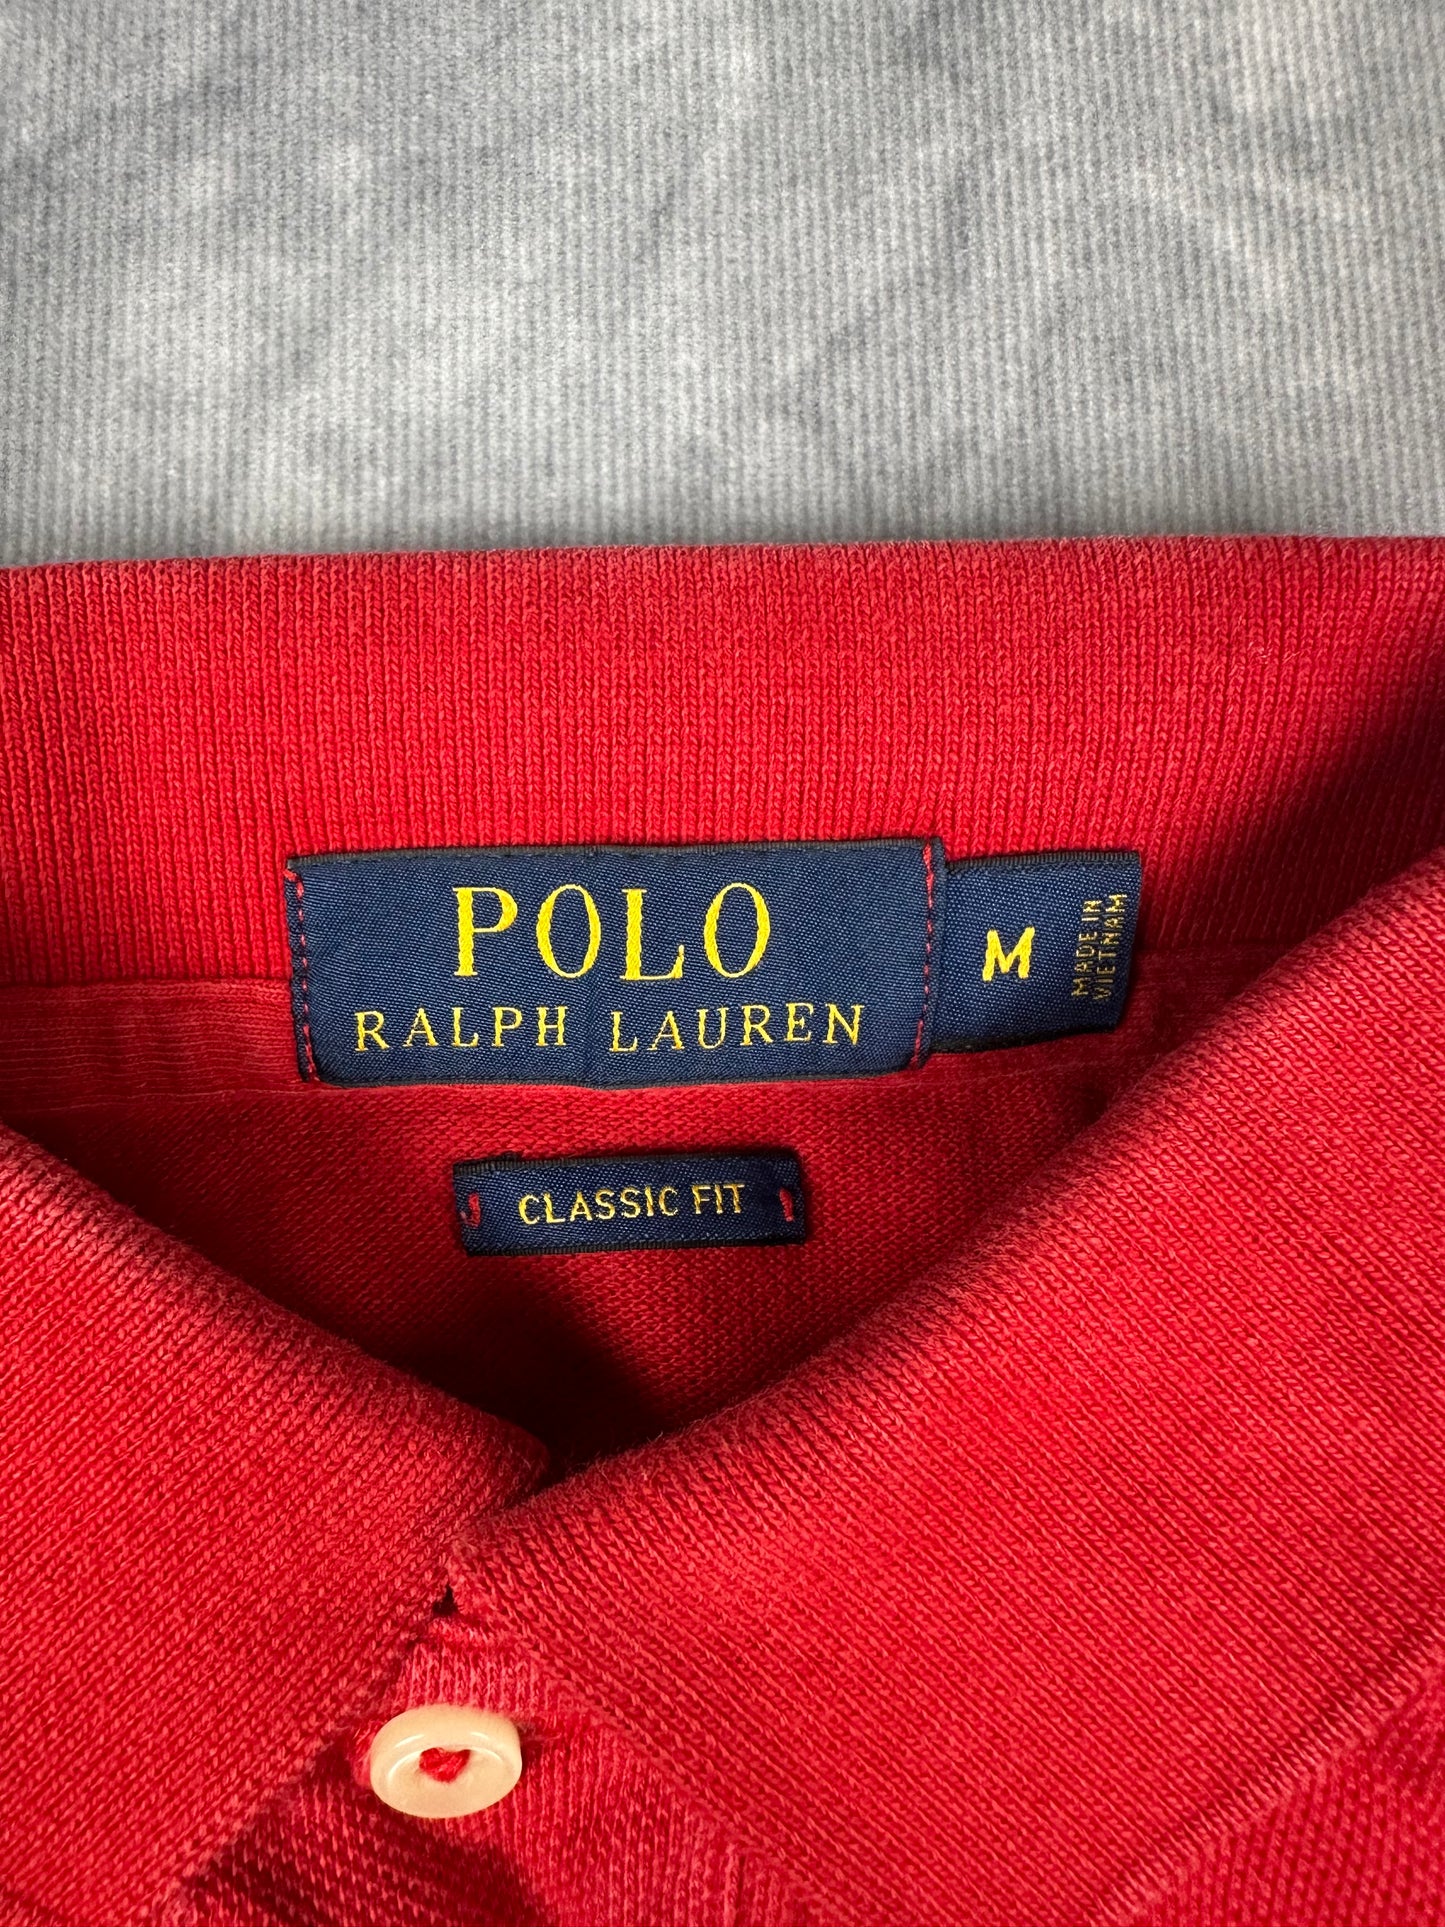 POLO
RALPH LAUREN
M
MADE IN
VIETNAM
CLASSIC FIT